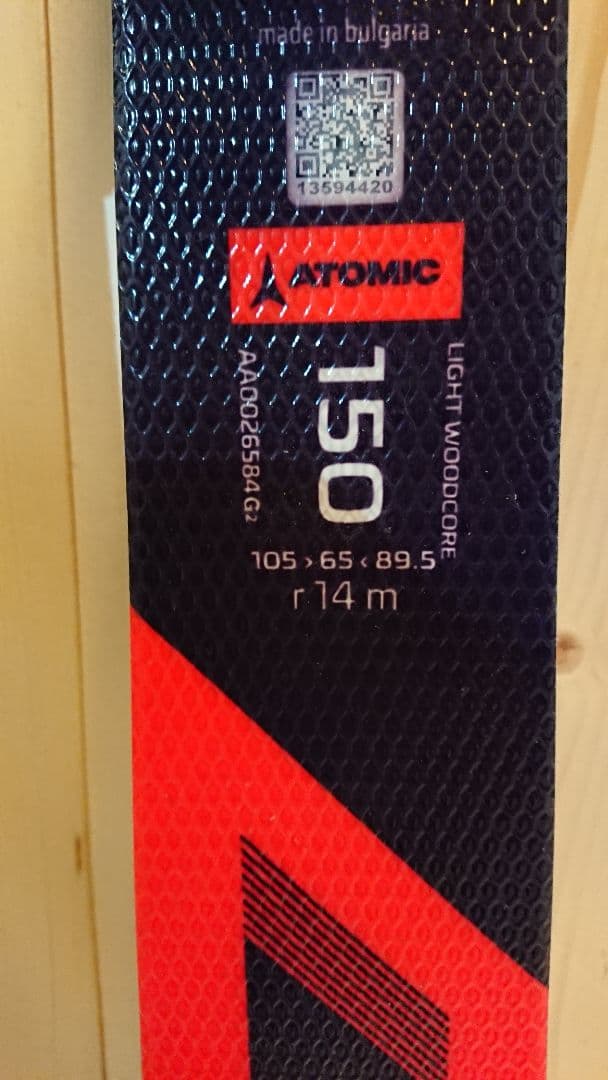 made in bulgaria
13594420
ATOMIC
LIGHT WOODCORE
150
AA0026584G2
105 › 65 ‹ 89.5
r 14 m